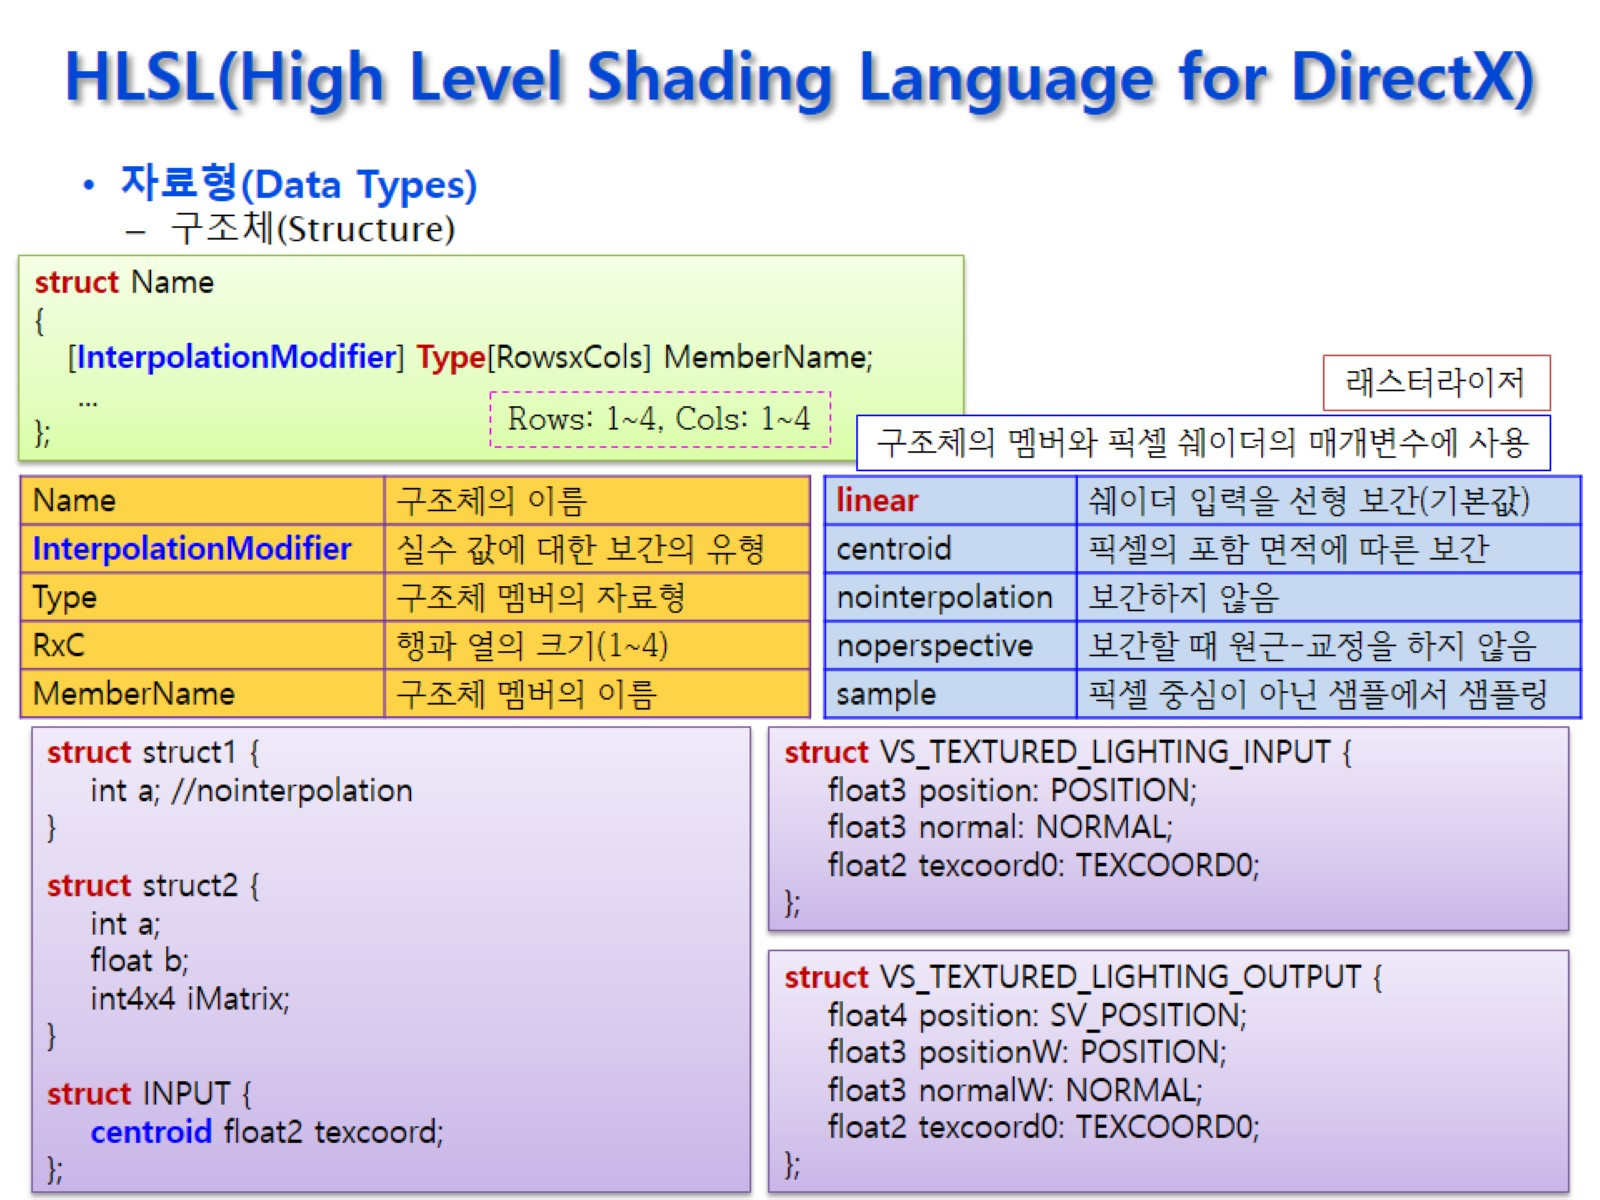 HLSL(High Level Shading Language for DirectX)
• 자료형(Data Types)
– 구조체(Structure)
struct Name
{
[InterpolationModifier] Type[RowsxCols] MemberName;
...
};
Rows: 1~4, Cols: 1~4
래스터라이저
구조체의 멤버와 픽셀 쉐이더의 매개변수에 사용
Name 구조체의 이름
InterpolationModifier 실수 값에 대한 보간의 유형
Type 구조체 멤버의 자료형
RxC 행과 열의 크기(1~4)
MemberName 구조체 멤버의 이름
linear 쉐이더 입력을 선형 보간(기본값)
centroid 픽셀의 포함 면적에 따른 보간
nointerpolation 보간하지 않음
noperspective 보간할 때 원근-교정을 하지 않음
sample 픽셀 중심이 아닌 샘플에서 샘플링
struct struct1 {
int a; //nointerpolation
}
struct struct2 {
int a;
float b;
int4x4 iMatrix;
}
struct INPUT {
centroid float2 texcoord;
};
struct VS_TEXTURED_LIGHTING_INPUT {
float3 position: POSITION;
float3 normal: NORMAL;
float2 texcoord0: TEXCOORD0;
};
struct VS_TEXTURED_LIGHTING_OUTPUT {
float4 position: SV_POSITION;
float3 positionW: POSITION;
float3 normalW: NORMAL;
float2 texcoord0: TEXCOORD0;
};